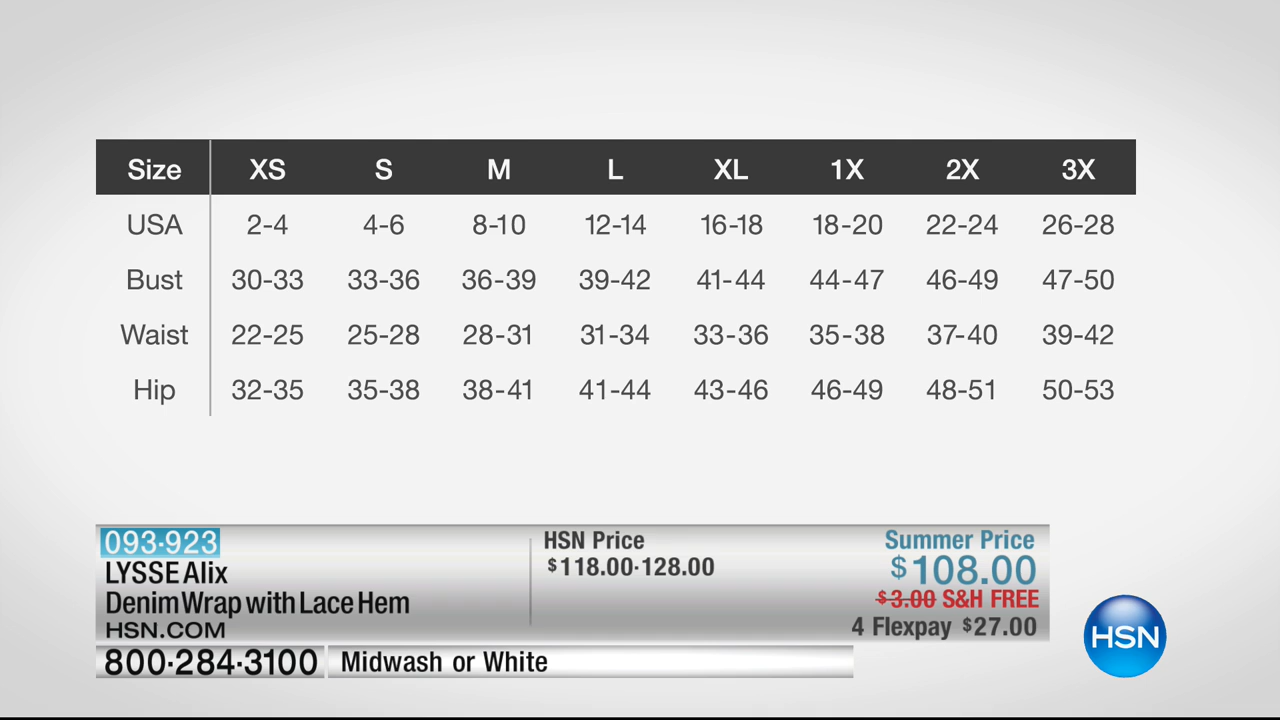 Size XS S M L XL 1X 2X 3X
USA 2-4 4-6 8-10 12-14 16-18 18-20 22-24 26-28
Bust 30-33 33-36 36-39 39-42 41-44 44-47 46-49 47-50
Waist 22-25 25-28 28-31 31-34 33-36 35-38 37-40 39-42
Hip 32-35 35-38 38-41 41-44 43-46 46-49 48-51 50-53
093·923
LYSSE Alix
Denim Wrap with Lace Hem
HSN.COM
HSN Price
$118.00·128.00
Summer Price
$108.00
$3.00 S&H FREE
4 Flexpay $27.00
800·284·3100
Midwash or White
HSN